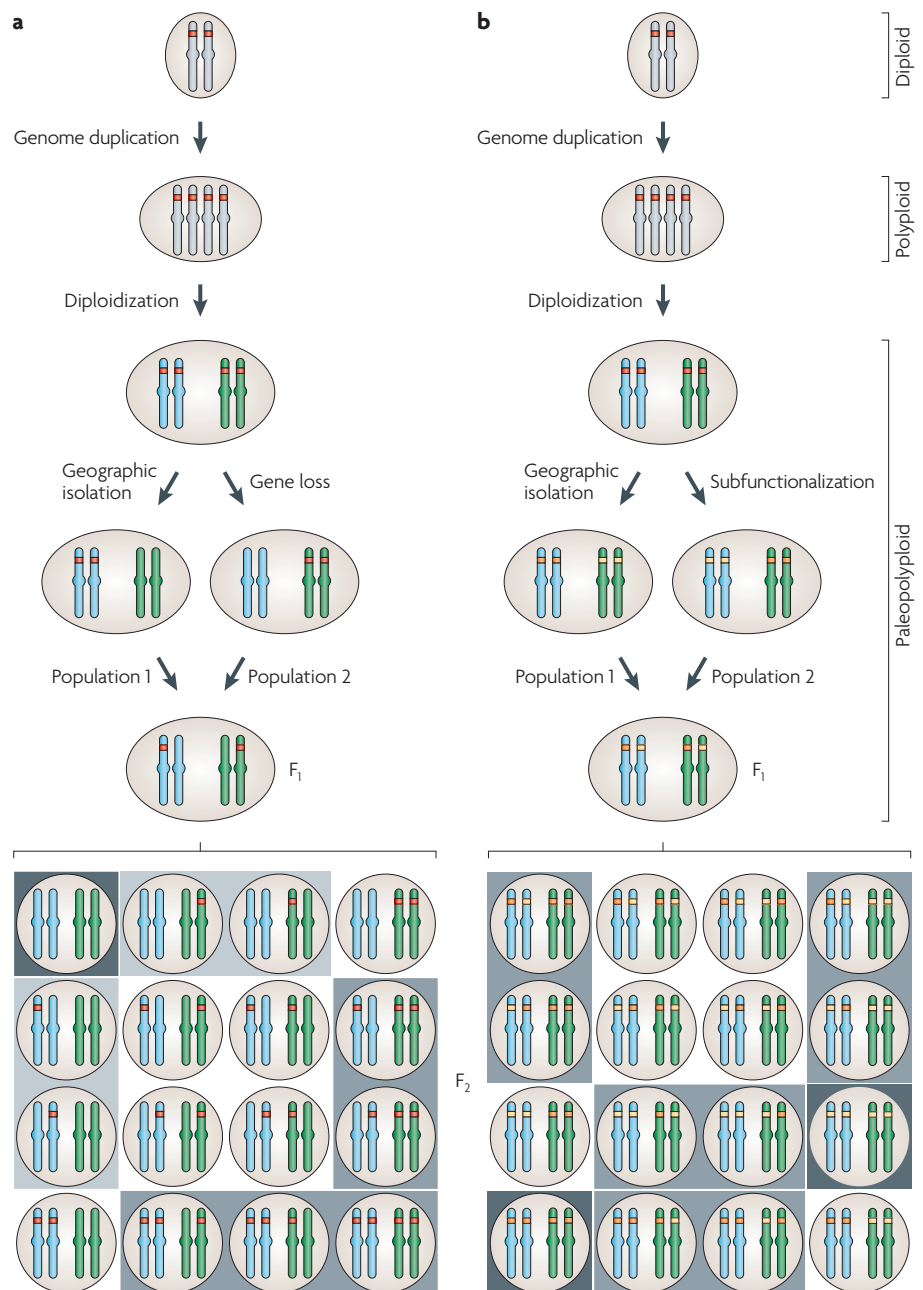 a
Genome duplication
Diploidization
Geographic
isolation
Gene loss
Population 1
Population 2
F1
b
Genome duplication
Diploidization
Geographic
isolation
Subfunctionalization
Population 1
Population 2
F1
Diploid
Polyploid
Paleopolyploid
F2